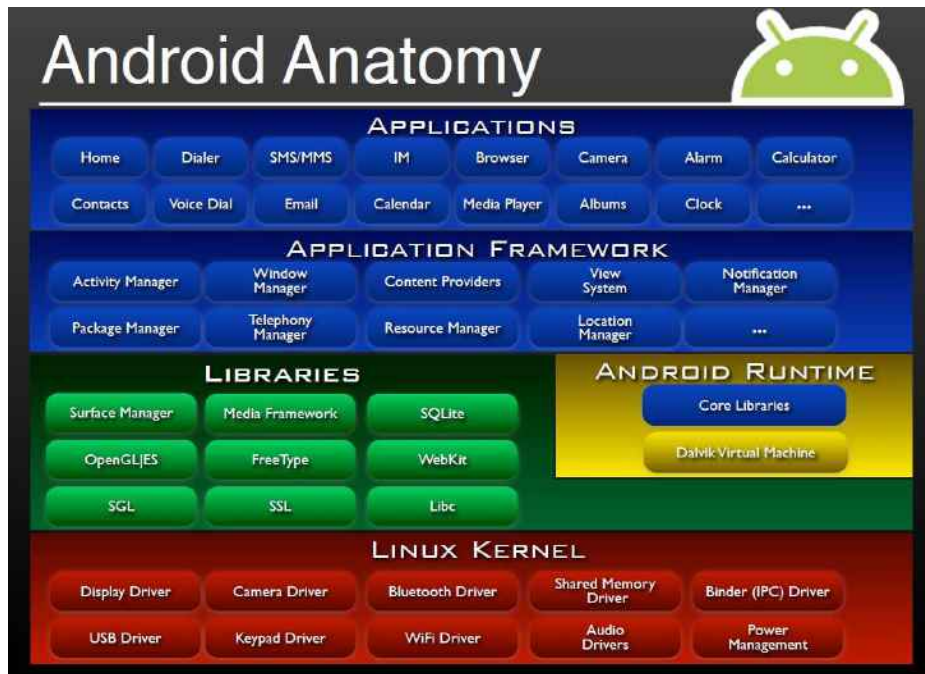 Android Anatomy
APPLICATIONS
Home Dialer SMS/MMS IM Browser Camera Alarm Calculator
Contacts Voice Dial Email Calendar Media Player Albums Clock ...
APPLICATION FRAMEWORK
Activity Manager Window Manager Content Providers View System Notification Manager
Package Manager Telephony Manager Resource Manager Location Manager ...
LIBRARIES
Surface Manager Media Framework SQLite
OpenGL|ES FreeType WebKit
SGL SSL Libc
ANDROID RUNTIME
Core Libraries
Dalvik Virtual Machine
LINUX KERNEL
Display Driver Camera Driver Bluetooth Driver Shared Memory Driver Binder (IPC) Driver
USB Driver Keypad Driver WiFi Driver Audio Drivers Power Management